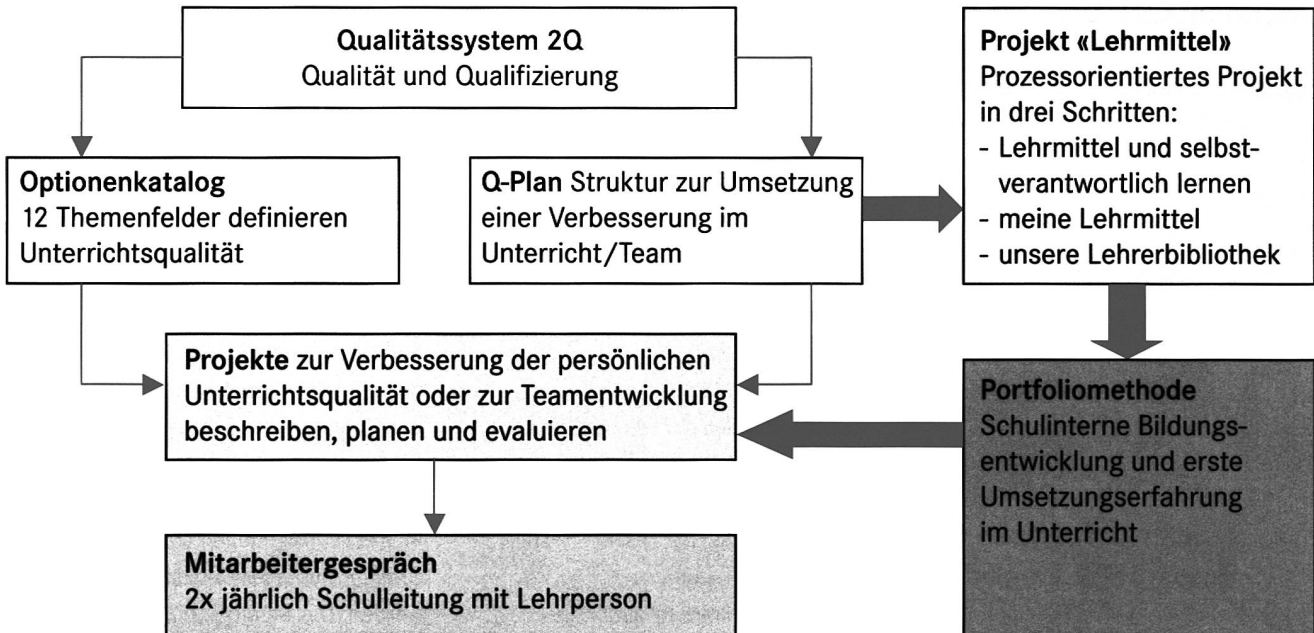 Qualitätssystem 2Q
Qualität und Qualifizierung
Optionenkatalog
12 Themenfelder definieren
Unterrichtsqualität
Q-Plan Struktur zur Umsetzung
einer Verbesserung im
Unterricht/Team
Projekt «Lehrmittel»
Prozessorientiertes Projekt
in drei Schritten:
- Lehrmittel und selbst-
verantwortlich lernen
- meine Lehrmittel
- unsere Lehrerbibliothek
Projekte zur Verbesserung der persönlichen
Unterrichtsqualität oder zur Teamentwicklung
beschreiben, planen und evaluieren
Portfoliomethode
Schulinterne Bildungs-
entwicklung und erste
Umsetzungserfahrung
im Unterricht
Mitarbeitergespräch
2x jährlich Schulleitung mit Lehrperson